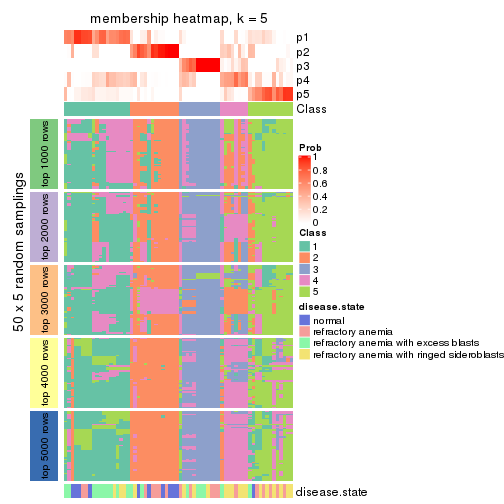 membership heatmap, k = 5
p1
p2
p3
p4
p5
Class
50 x 5 random samplings
top 1000 rows
top 2000 rows
top 3000 rows
top 4000 rows
top 5000 rows
Prob
1
0.8
0.6
0.4
0.2
0
Class
1
2
3
4
5
disease.state
normal
refractory anemia
refractory anemia with excess blasts
refractory anemia with ringed sideroblasts
disease.state